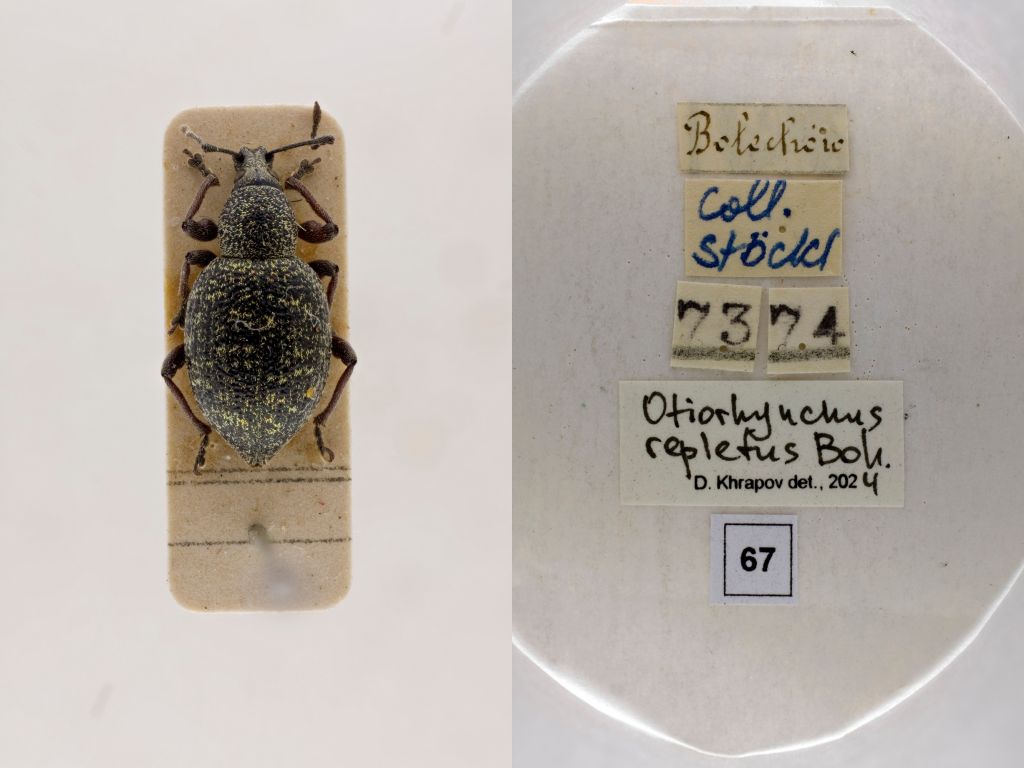 Bolechów
Coll.
Stöckl
73 74
Otiorhynchus
repletus Boh.
D. Khrapov det., 2024
67